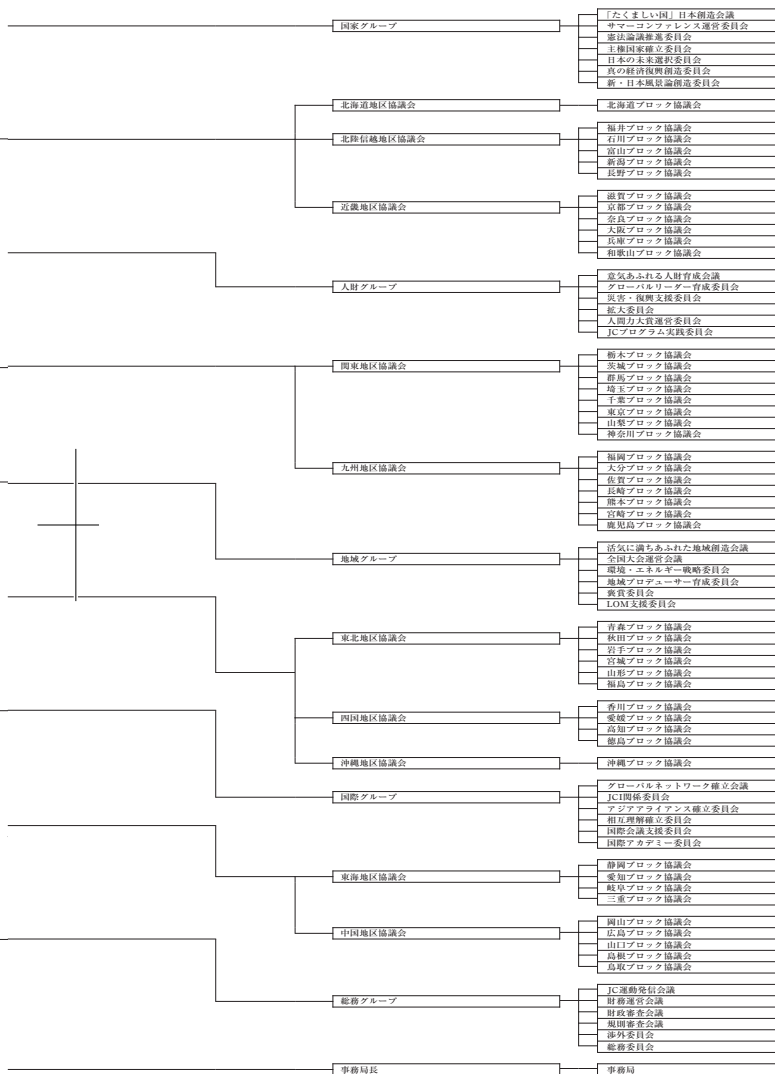 国家グループ
「たくましい国」日本創造会議
サマーコンファレンス運営委員会
憲法論議推進委員会
主権国家確立委員会
日本の未来選択委員会
真の経済復興創造委員会
新・日本風景論創造委員会
北海道地区協議会
北海道ブロック協議会
北陸信越地区協議会
福井ブロック協議会
石川ブロック協議会
富山ブロック協議会
新潟ブロック協議会
長野ブロック協議会
近畿地区協議会
滋賀ブロック協議会
京都ブロック協議会
奈良ブロック協議会
大阪ブロック協議会
兵庫ブロック協議会
和歌山ブロック協議会
人財グループ
意気あふれる人財育成会議
グローバルリーダー育成委員会
災害・復興支援委員会
拡大委員会
人間力大賞運営委員会
JCプログラム実践委員会
関東地区協議会
栃木ブロック協議会
茨城ブロック協議会
群馬ブロック協議会
埼玉ブロック協議会
千葉ブロック協議会
東京ブロック協議会
山梨ブロック協議会
神奈川ブロック協議会
九州地区協議会
福岡ブロック協議会
大分ブロック協議会
佐賀ブロック協議会
長崎ブロック協議会
熊本ブロック協議会
宮崎ブロック協議会
鹿児島ブロック協議会
地域グループ
活気に満ちあふれた地域創造会議
全国大会運営会議
環境・エネルギー戦略委員会
地域プロデューサー育成委員会
褒賞委員会
LOM支援委員会
東北地区協議会
青森ブロック協議会
秋田ブロック協議会
岩手ブロック協議会
宮城ブロック協議会
山形ブロック協議会
福島ブロック協議会
四国地区協議会
香川ブロック協議会
愛媛ブロック協議会
高知ブロック協議会
徳島ブロック協議会
沖縄地区協議会
沖縄ブロック協議会
国際グループ
グローバルネットワーク確立会議
JCI関係委員会
アジアアライアンス確立委員会
相互理解確立委員会
国際会議支援委員会
国際アカデミー委員会
東海地区協議会
静岡ブロック協議会
愛知ブロック協議会
岐阜ブロック協議会
三重ブロック協議会
中国地区協議会
岡山ブロック協議会
広島ブロック協議会
山口ブロック協議会
島根ブロック協議会
鳥取ブロック協議会
総務グループ
JC運動発信会議
財務運営会議
財政審査会議
規則審査会議
渉外委員会
総務委員会
事務局長
事務局